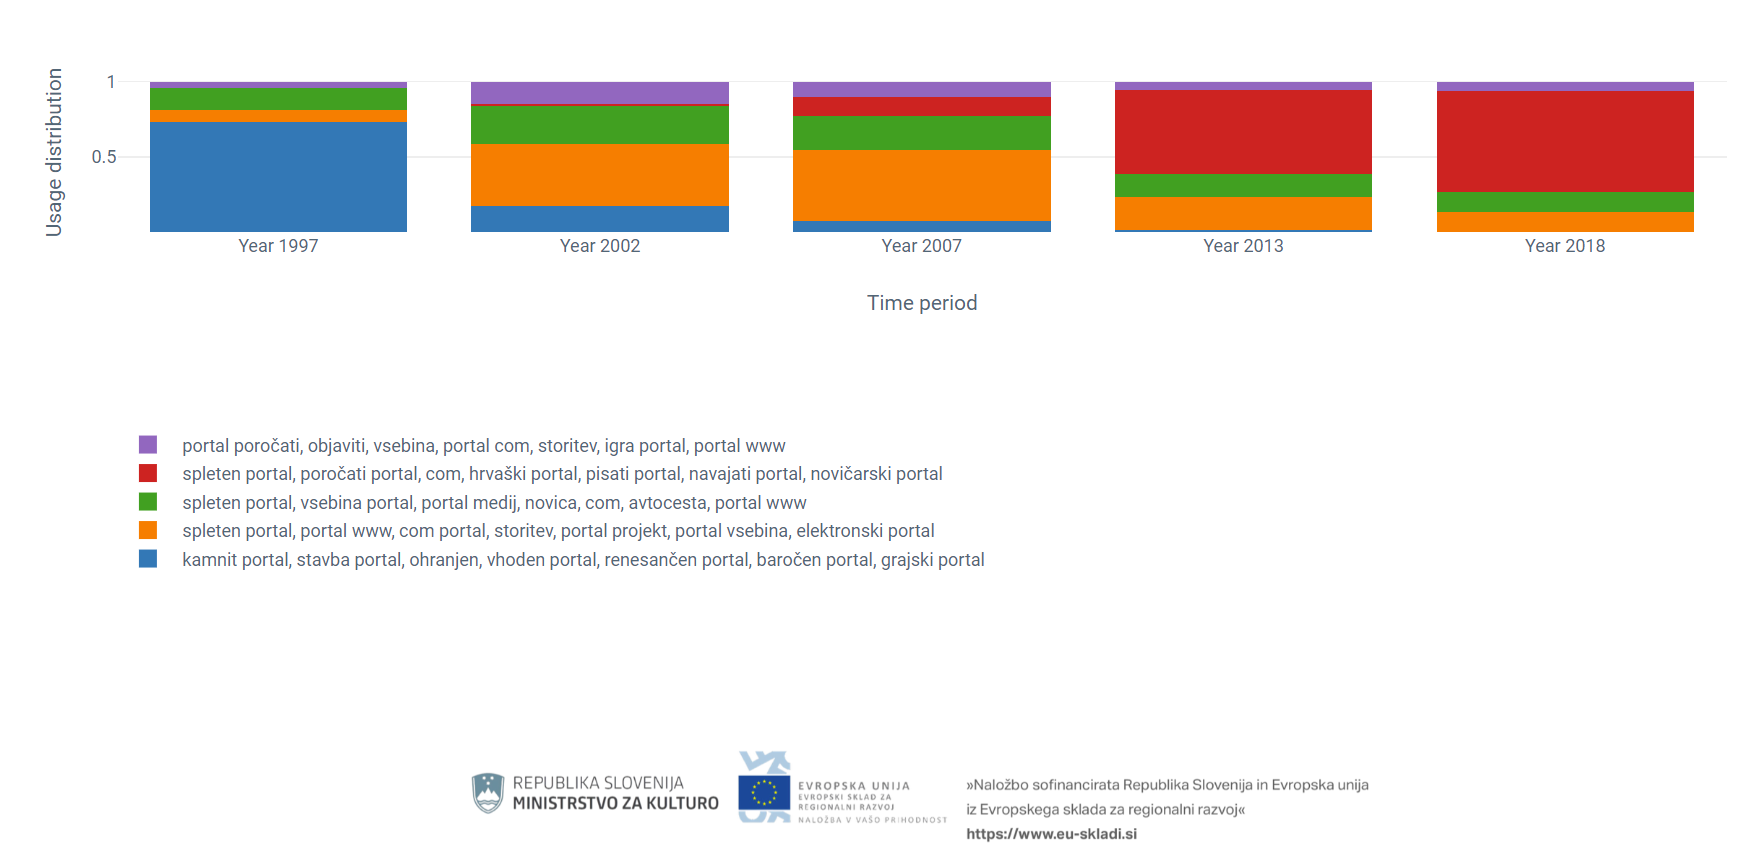 Usage distribution
1
0.5
Year 1997
Year 2002
Year 2007
Year 2013
Year 2018
Time period
portal poročati, objaviti, vsebina, portal com, storitev, igra portal, portal www
spleten portal, poročati portal, com, hrvaški portal, pisati portal, navajati portal, novičarski portal
spleten portal, vsebina portal, portal medij, novica, com, avtocesta, portal www
spleten portal, portal www, com portal, storitev, portal projekt, portal vsebina, elektronski portal
kamnit portal, stavba portal, ohranjen, vhoden portal, renesančen portal, baročen portal, grajski portal
REPUBLIKA SLOVENIJA
MINISTRSTVO ZA KULTURO
EVROPSKA UNIJA
EVROPSKI SKLAD ZA
REGIONALNI RAZVOJ
NALOŽBA V VAŠO PRIHODNOST
»Naložbo sofinancirata Republika Slovenija in Evropska unija
iz Evropskega sklada za regionalni razvoj«
https://www.eu-skladi.si